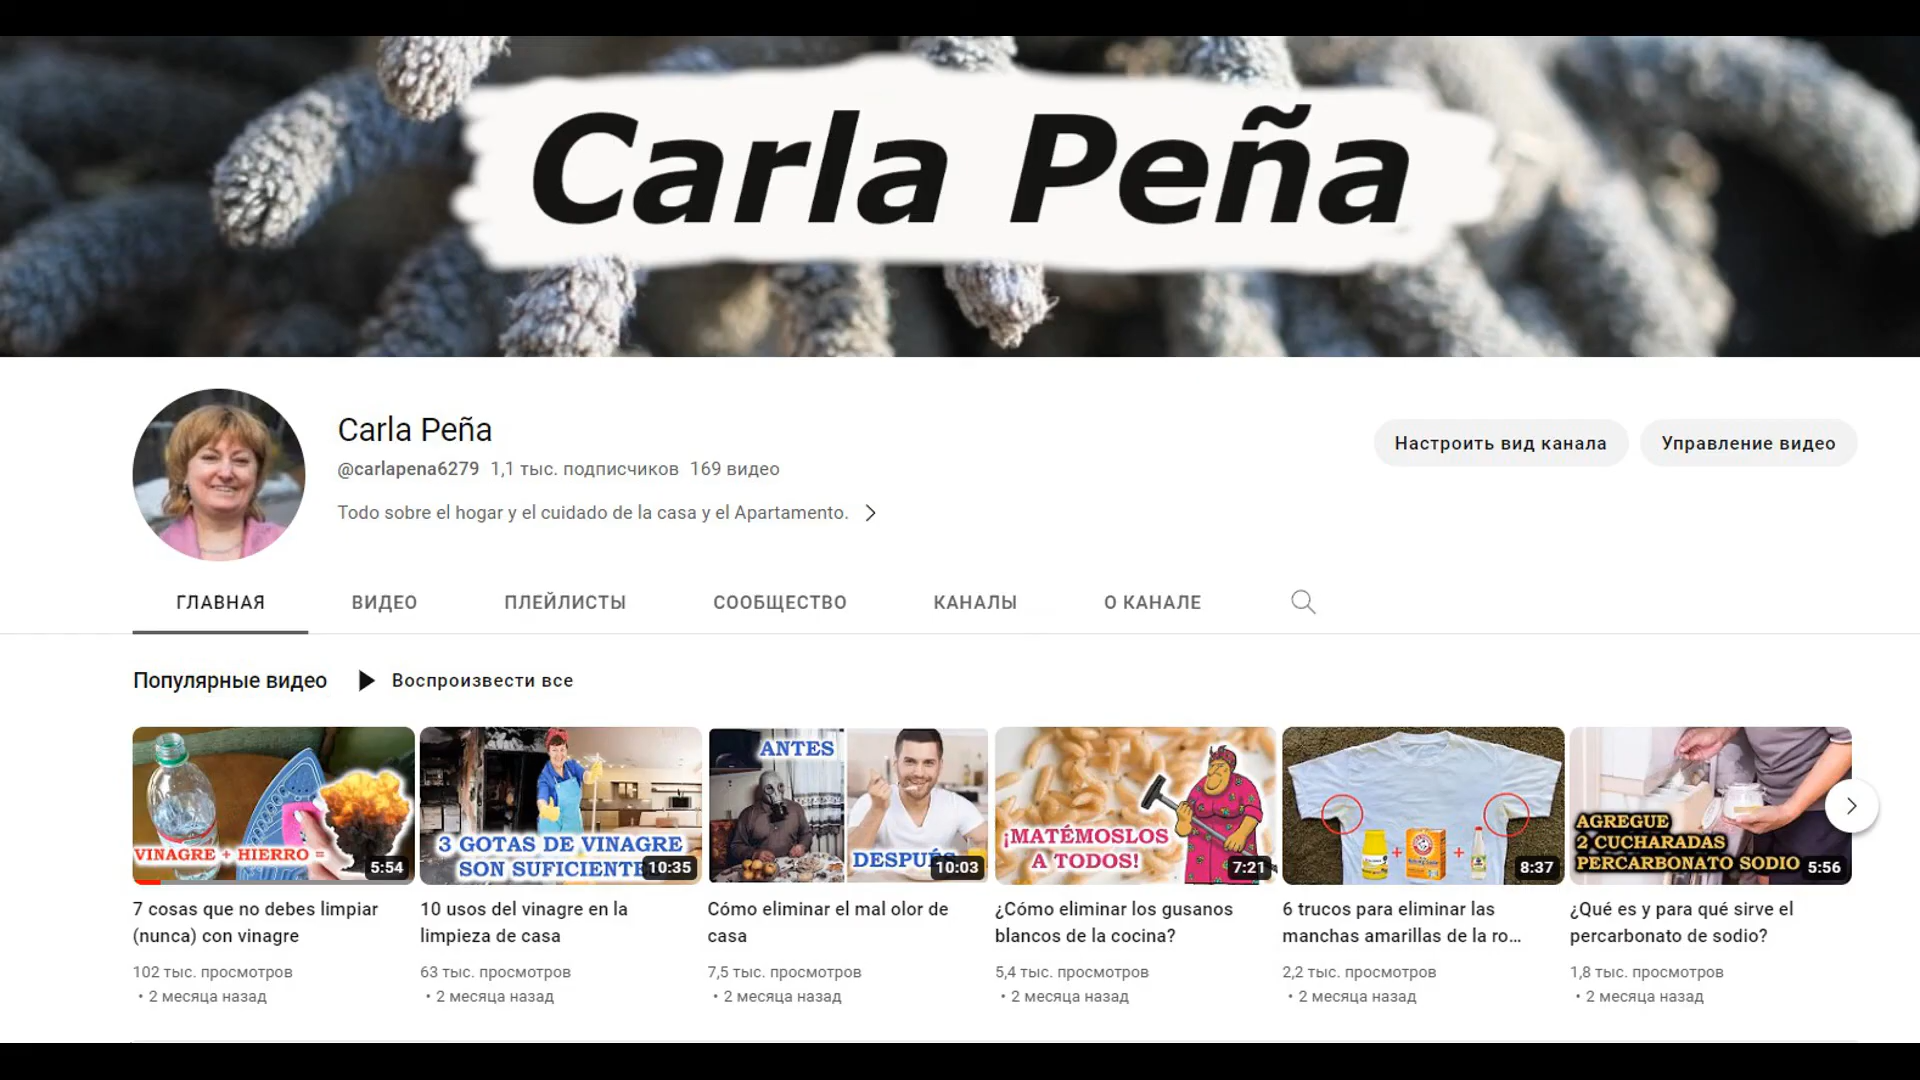 Carla Peña
Carla Peña
@carlapena6279 1,1 тыс. подписчиков 169 видео
Todo sobre el hogar y el cuidado de la casa y el Apartamento.
Настроить вид канала
Управление видео
ГЛАВНАЯ
ВИДЕО
ПЛЕЙЛИСТЫ
СООБЩЕСТВО
КАНАЛЫ
О КАНАЛЕ
Популярные видео
Воспроизвести все
VINAGRE + HIERRO =
5:54
7 cosas que no debes limpiar
(nunca) con vinagre
102 тыс. просмотров
• 2 месяца назад
3 GOTAS DE VINAGRE
SON SUFICIENTE
10:35
10 usos del vinagre en la
limpieza de casa
63 тыс. просмотров
• 2 месяца назад
ANTES
DESPUÉS
10:03
Cómo eliminar el mal olor de
casa
7,5 тыс. просмотров
• 2 месяца назад
¡MATÉMOSLOS
A TODOS!
7:21
¿Cómo eliminar los gusanos
blancos de la cocina?
5,4 тыс. просмотров
• 2 месяца назад
+ +
8:37
6 trucos para eliminar las
manchas amarillas de la ro...
2,2 тыс. просмотров
• 2 месяца назад
AGREGUE
2 CUCHARADAS
PERCARBONATO SODIO
5:56
¿Qué es y para qué sirve el
percarbonato de sodio?
1,8 тыс. просмотров
• 2 месяца назад